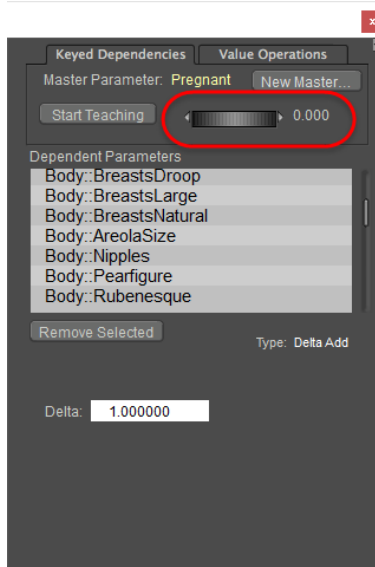 Keyed Dependencies Value Operations
Master Parameter: Pregnant New Master...
Start Teaching 0.000
Dependent Parameters
Body::BreastsDroop
Body::BreastsLarge
Body::BreastsNatural
Body::AreolaSize
Body::Nipples
Body::Pearfigure
Body::Rubenesque
Remove Selected Type: Delta Add
Delta: 1.000000